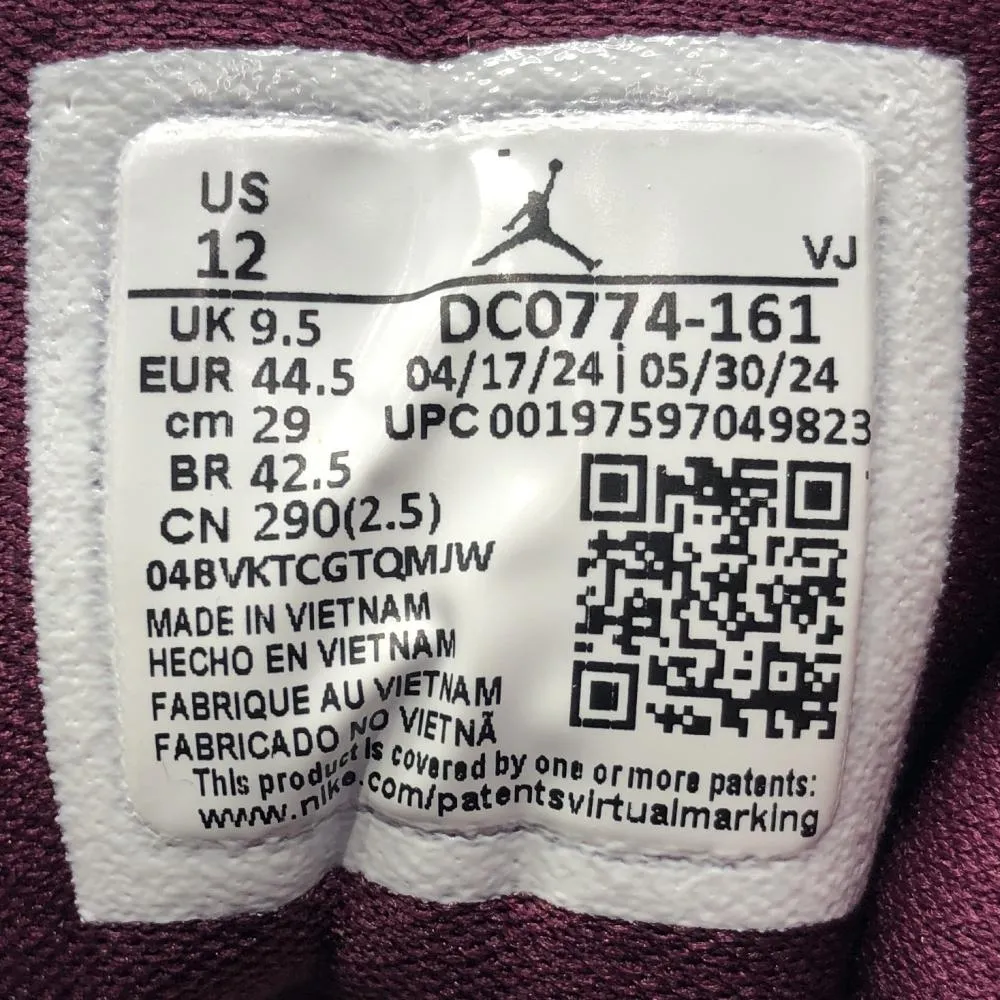 US
12
VJ
UK 9.5
DC0774-161
EUR 44.5
04/17/24 | 05/30/24
cm 29
UPC 00197597049823
BR 42.5
CN 290(2.5)
04BVKTCGTQMJW
MADE IN VIETNAM
HECHO EN VIETNAM
FABRIQUE AU VIETNAM
FABRICADO NO VIETNÃ
This product is covered by one or more patents:
www.nike.com/patentsvirtualmarking